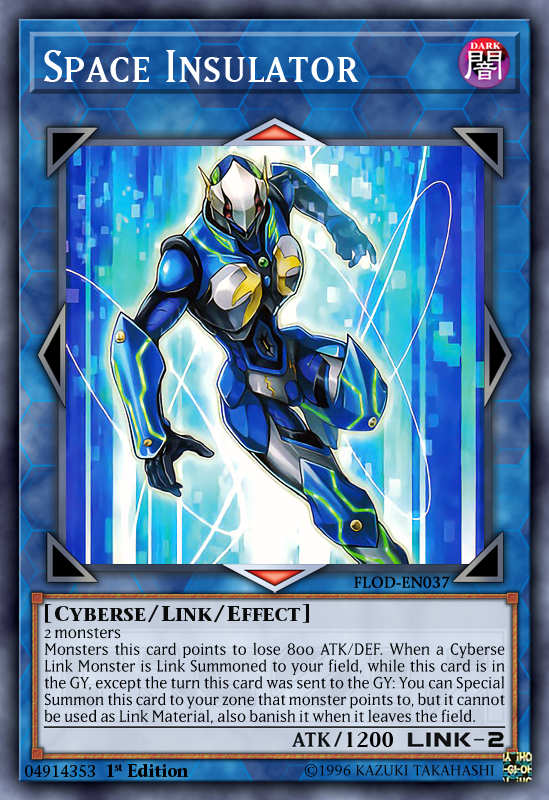 SPACE INSULATOR
DARK
闇
FLOD-EN037
[CYBERSE/LINK/EFFECT]
2 monsters
Monsters this card points to lose 800 ATK/DEF. When a Cyberse
Link Monster is Link Summoned to your field, while this card is in
the GY, except the turn this card was sent to the GY: You can Special
Summon this card to your zone that monster points to, but it cannot
be used as Link Material, also banish it when it leaves the field.
ATK/1200 LINK-2
04914353 1st Edition ©1996 KAZUKI TAKAHASHI